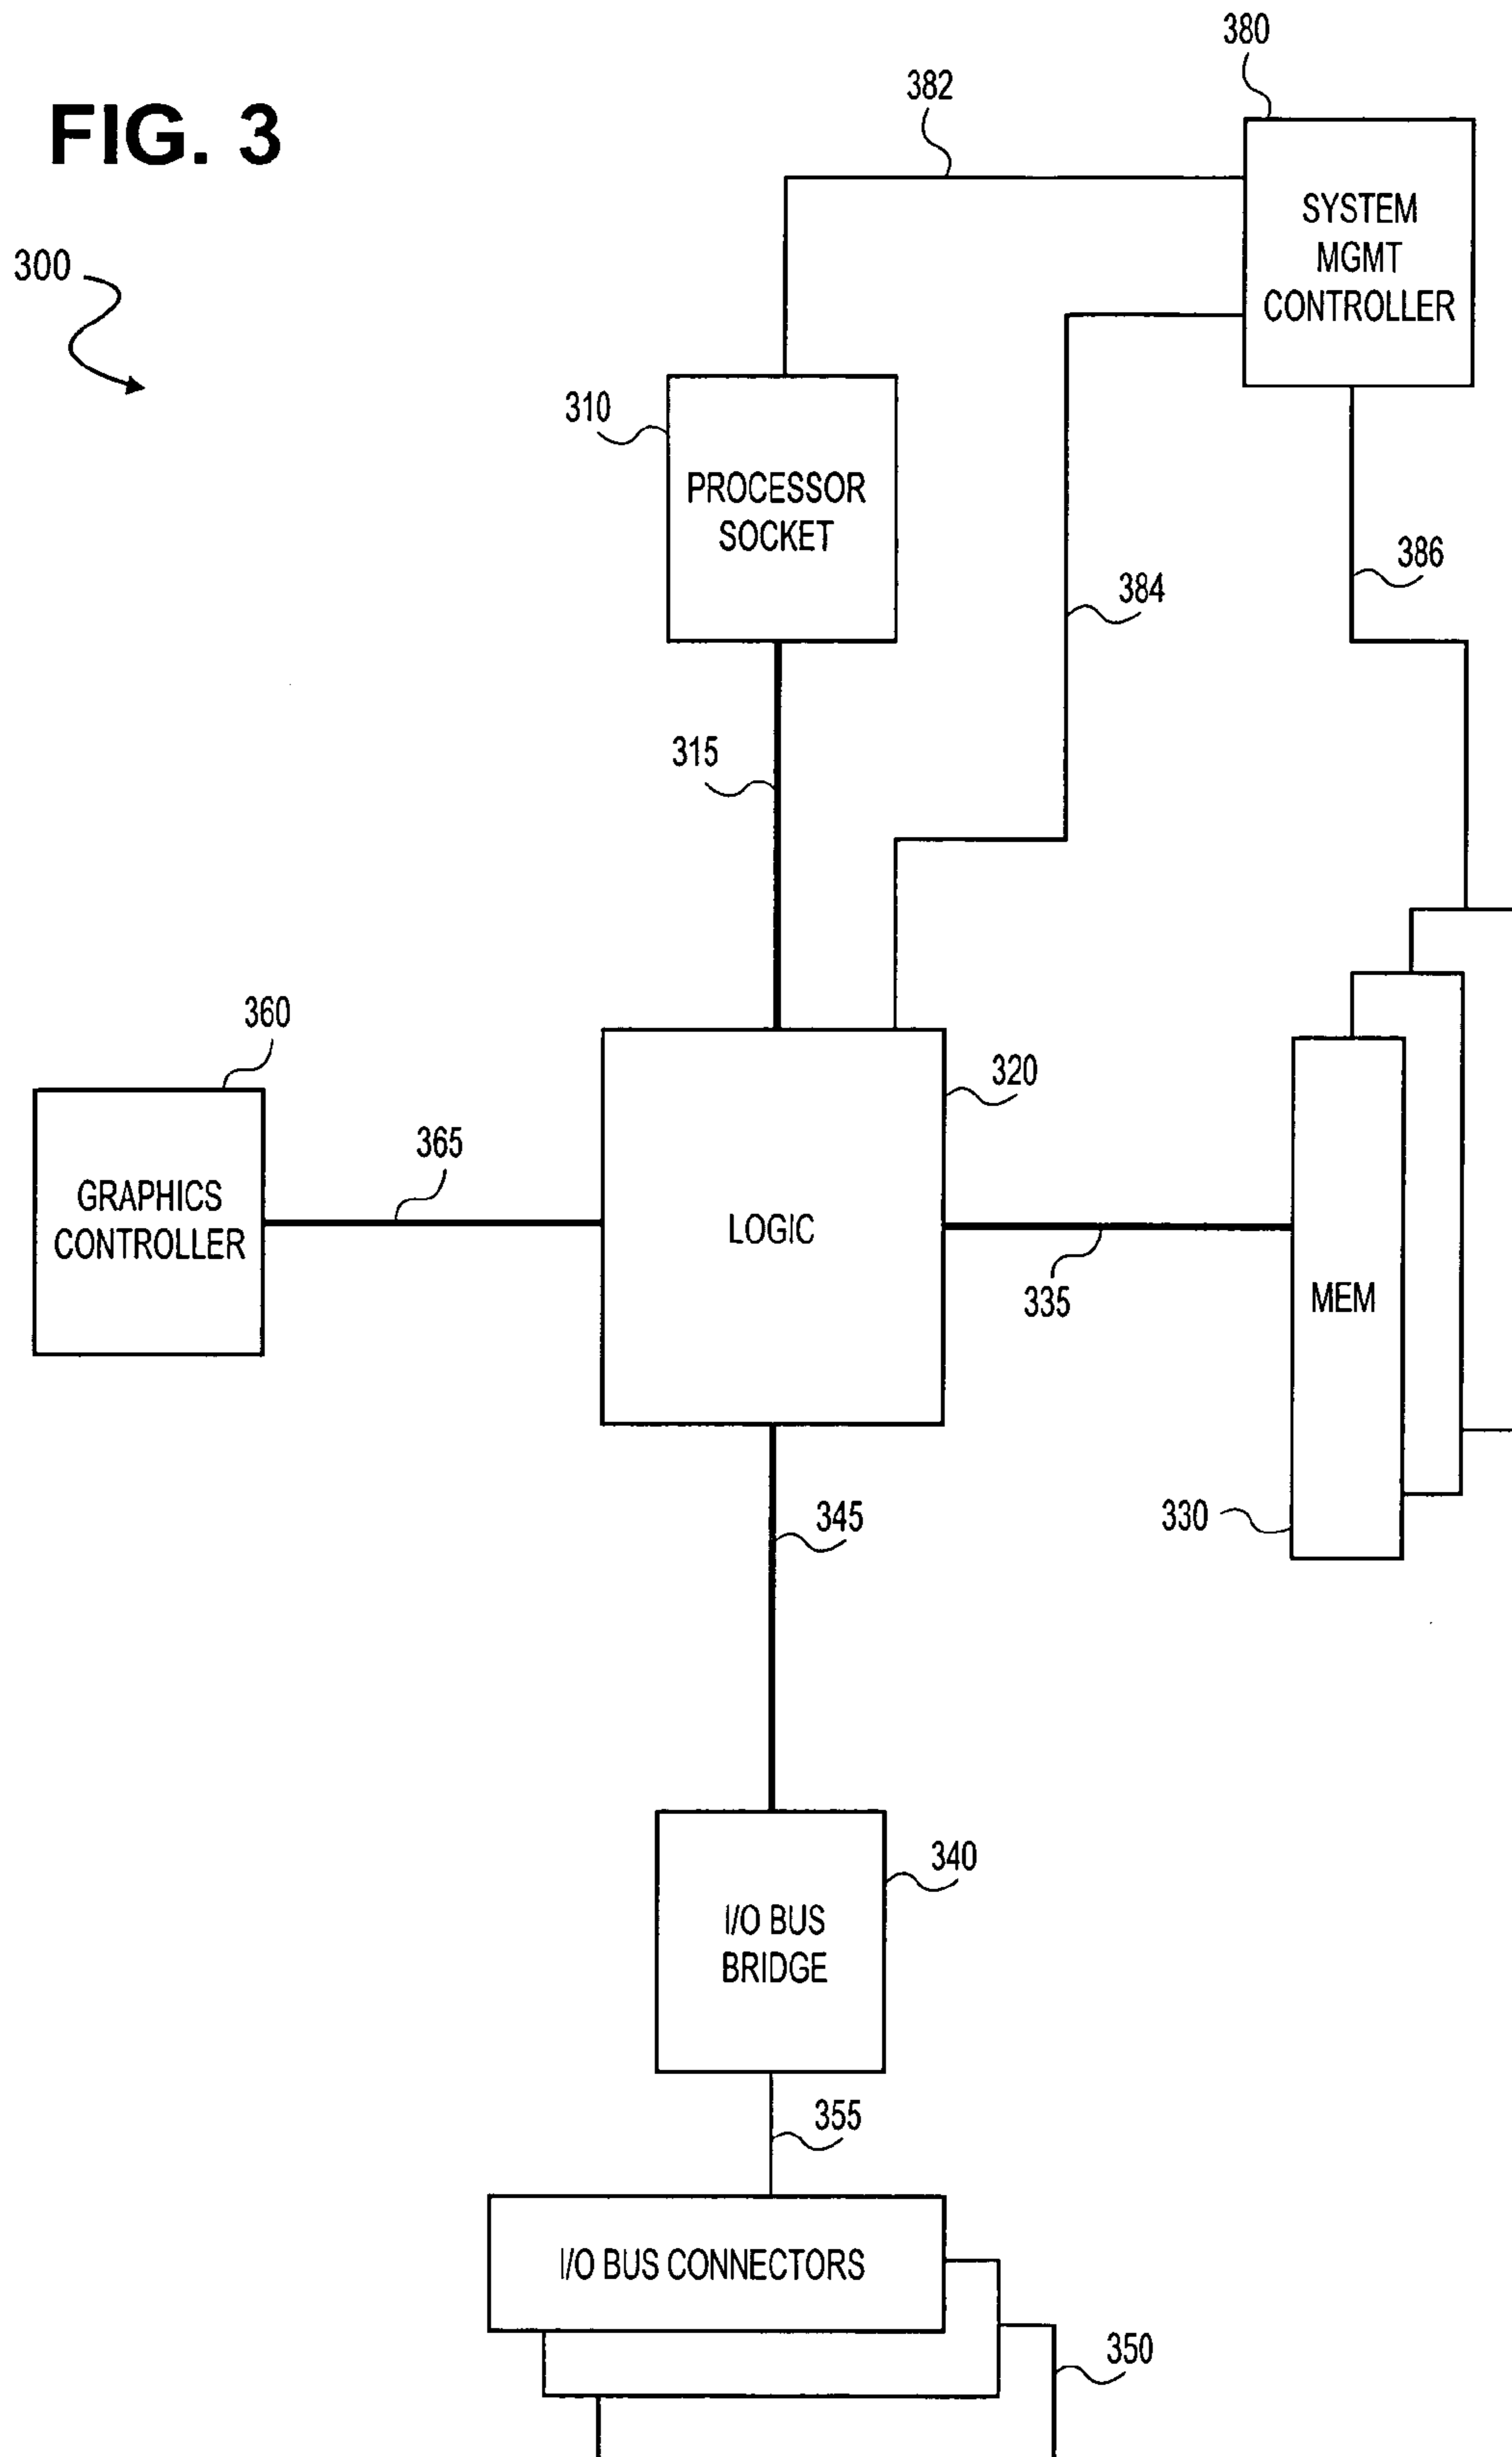 380
382
FIG. 3
SYSTEM
MGMT
CONTROLLER
300
310
PROCESSOR
SOCKET
386
384
315
360
320
365
GRAPHICS
CONTROLLER
LOGIC
335
MEM
345
330
340
I/O BUS
BRIDGE
355
I/O BUS CONNECTORS
350